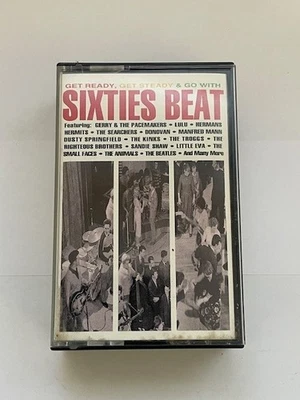 GET READY, GET STEADY & GO WITH
SIXTIES BEAT
Featuring: GERRY & THE PACEMAKERS • LULU • HERMANS
HERMITS • THE SEARCHERS • DONOVAN • MANFRED MANN
DUSTY SPRINGFIELD • THE KINKS • THE TROGGS • THE
RIGHTEOUS BROTHERS • SANDIE SHAW • LITTLE EVA • THE
SMALL FACES • THE ANIMALS • THE BEATLES • And Many More